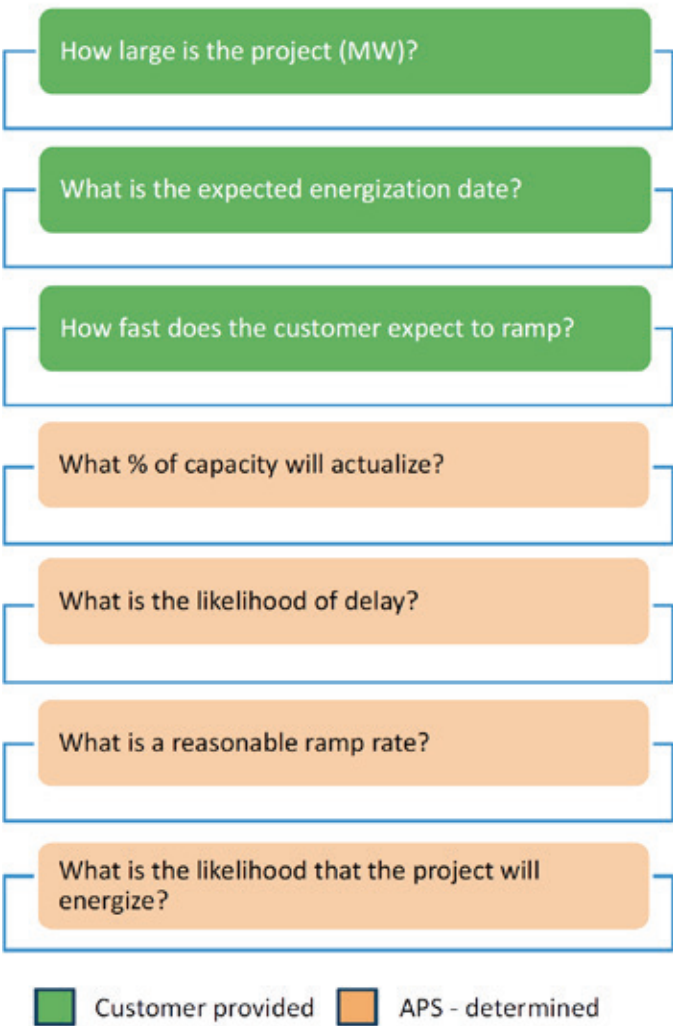 How large is the project (MW)?
What is the expected energization date?
How fast does the customer expect to ramp?
What % of capacity will actualize?
What is the likelihood of delay?
What is a reasonable ramp rate?
What is the likelihood that the project will
energize?
Customer provided APS - determined